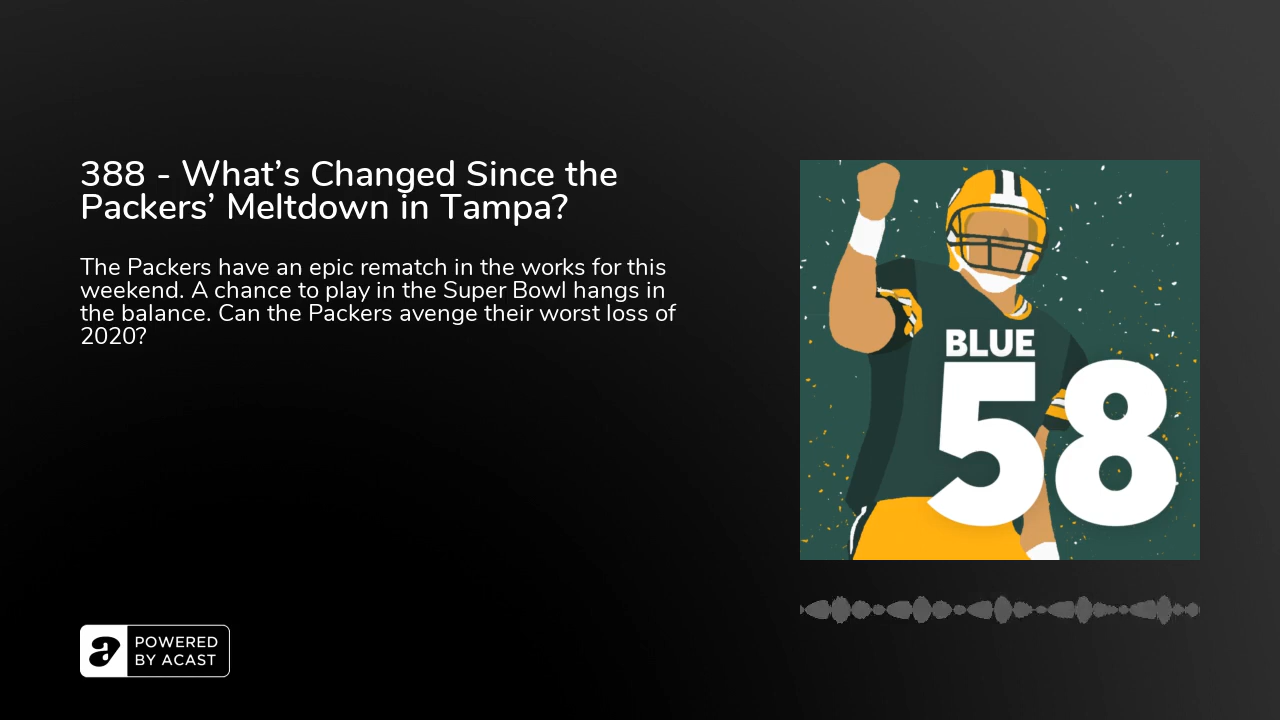 388 - What’s Changed Since the
Packers’ Meltdown in Tampa?
The Packers have an epic rematch in the works for this
weekend. A chance to play in the Super Bowl hangs in
the balance. Can the Packers avenge their worst loss of
2020?
BLUE
58
POWERED
BY ACAST